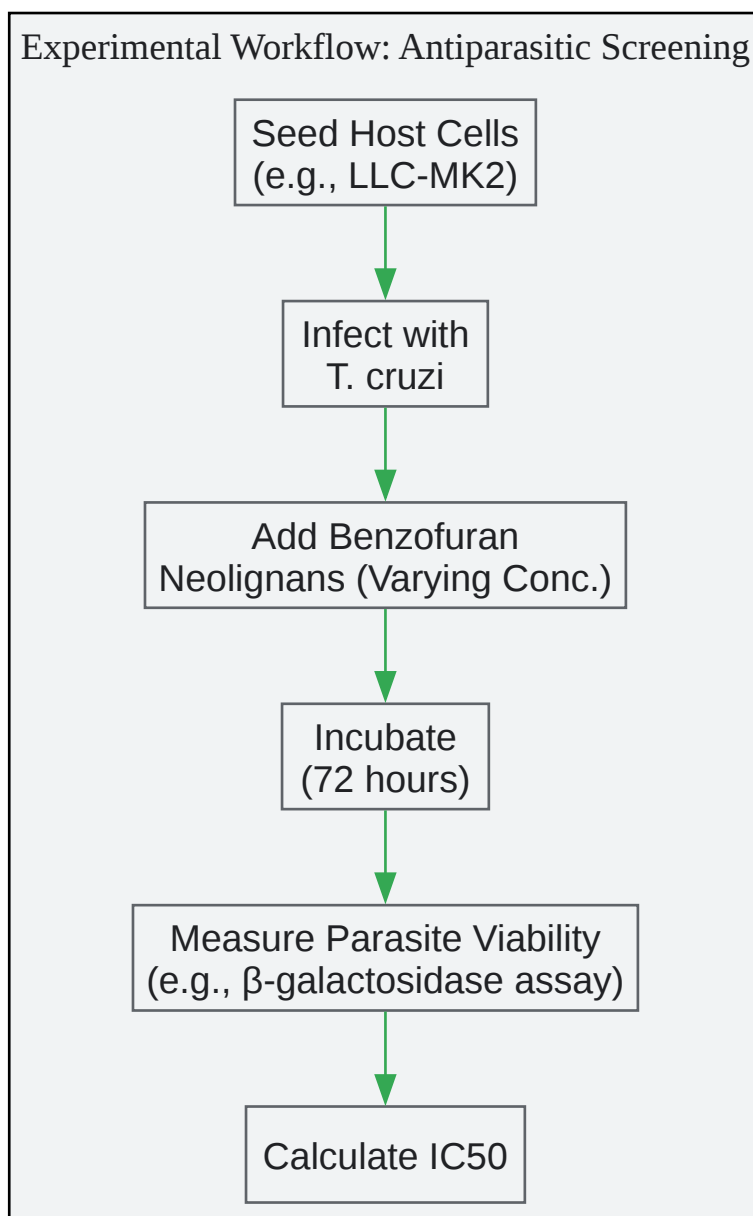 Experimental Workflow: Antiparasitic Screening
Seed Host Cells
(e.g., LLC-MK2)
Infect with
T. cruzi
Add Benzofuran
Neolignans (Varying Conc.)
Incubate
(72 hours)
Measure Parasite Viability
(e.g., β-galactosidase assay)
Calculate IC50